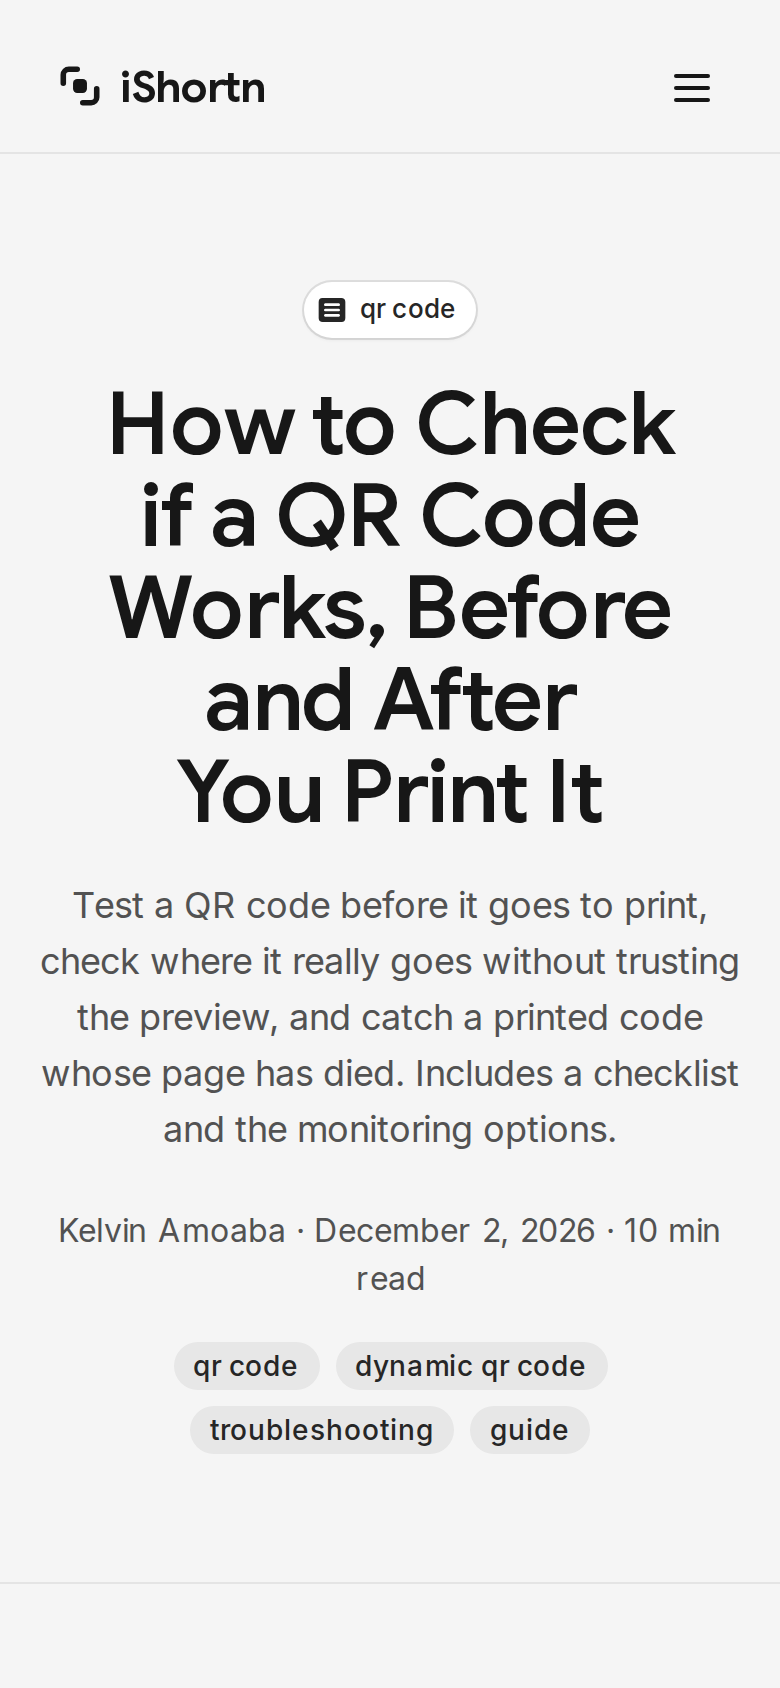 iShortn
qr code
How to Check
if a QR Code
Works, Before
and After
You Print It
Test a QR code before it goes to print,
check where it really goes without trusting
the preview, and catch a printed code
whose page has died. Includes a checklist
and the monitoring options.
Kelvin Amoaba · December 2, 2026 · 10 min
read
qr code dynamic qr code
troubleshooting guide